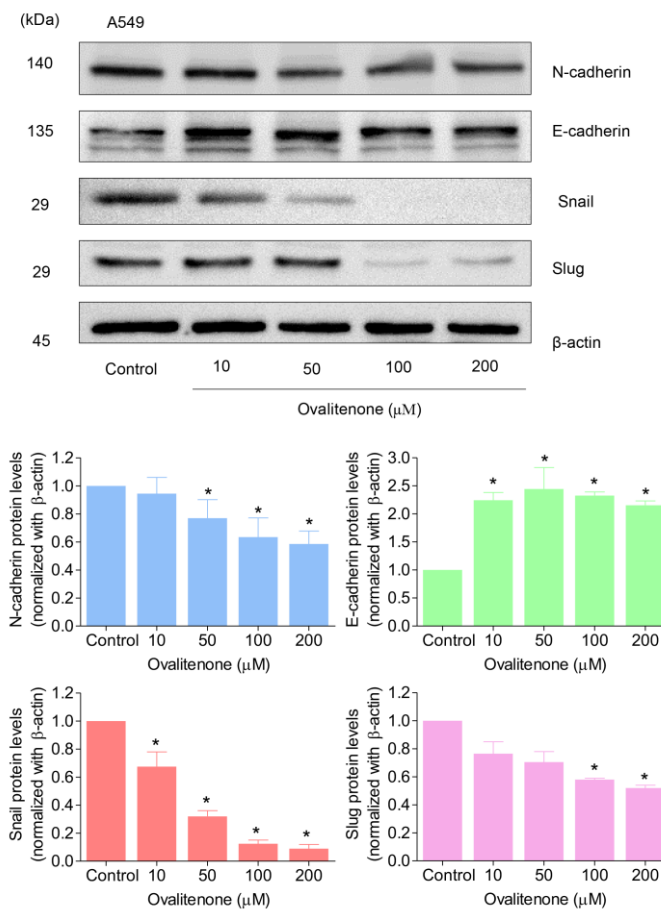 (kDa) A549
140 N-cadherin
135 E-cadherin
29 Snail
29 Slug
45 β-actin
Control 10 50 100 200
Ovalitenone (μM)
N-cadherin protein levels
(normalized with β-actin)
1.2
1.0
0.8
0.6
0.4
0.2
0.0
* * *
Control 10 50 100 200
Ovalitenone (μM)
E-cadherin protein levels
(normalized with β-actin)
3.0
2.5
2.0
1.5
1.0
0.5
0.0
* * * *
Control 10 50 100 200
Ovalitenone (μM)
Snail protein levels
(normalized with β-actin)
1.2
1.0
0.8
0.6
0.4
0.2
0.0
* * * *
Control 10 50 100 200
Ovalitenone (μM)
Slug protein levels
(normalized with β-actin)
1.2
1.0
0.8
0.6
0.4
0.2
0.0
* *
Control 10 50 100 200
Ovalitenone (μM)